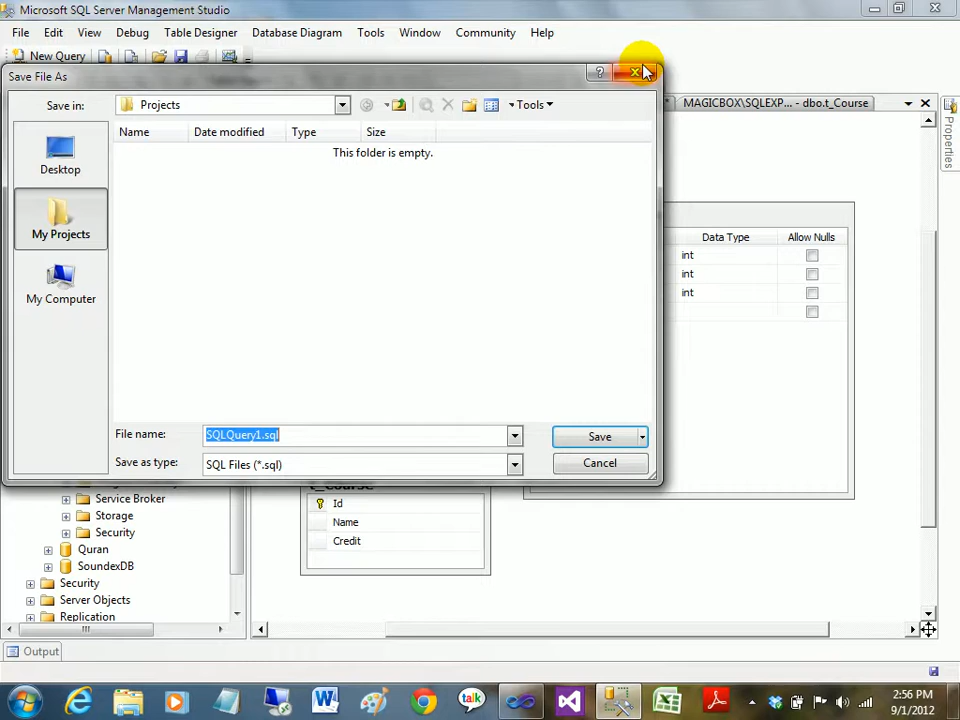 Microsoft SQL Server Management Studio
File Edit View Debug Table Designer Database Diagram Tools Window Community Help
New Query
Save File As
Save in: Projects Tools
MAGICBOX\SQLEXP... - dbo.t_Course
Properties
Name Date modified Type Size
This folder is empty.
Desktop
My Projects
My Computer
Data Type Allow Nulls
int
int
int
File name: SQLQuery1.sql Save
Save as type: SQL Files (*.sql) Cancel
t_Course
Id
Name
Credit
Service Broker
Storage
Security
Quran
SoundexDB
Security
Server Objects
Replication
Output
talk
2:56 PM
9/1/2012